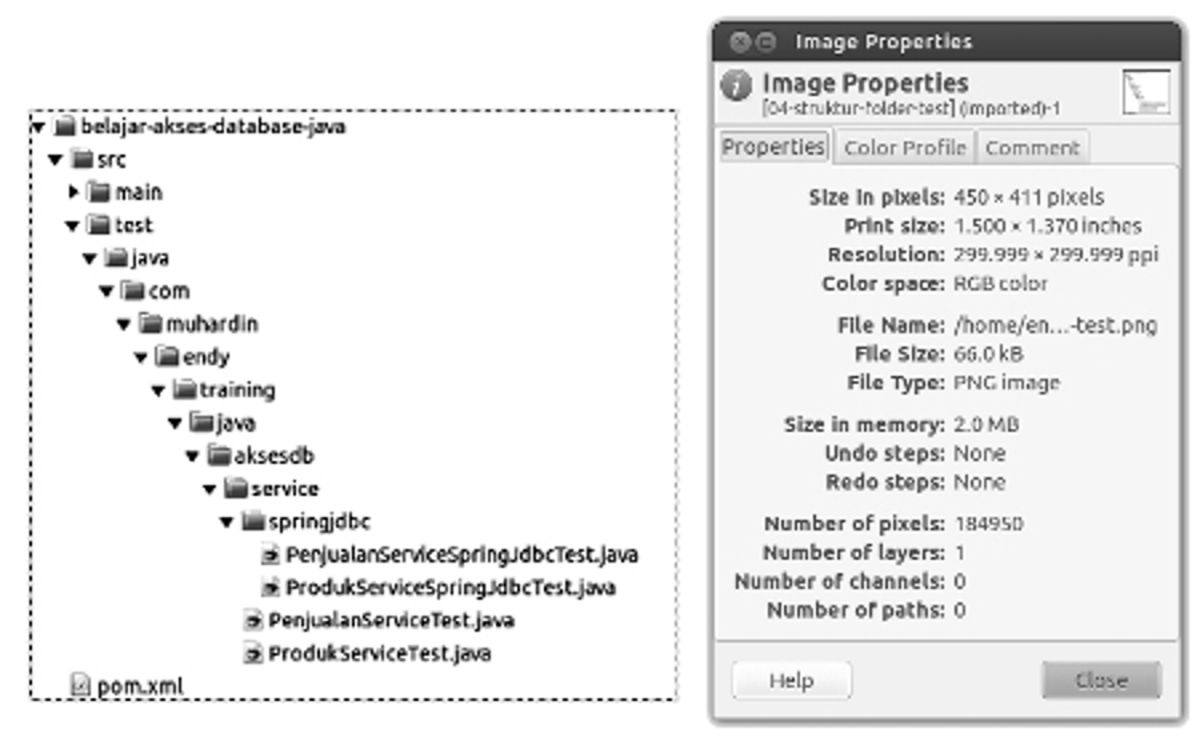 belajar-akses-database-java
src
main
test
java
com
muhardin
endy
training
java
aksesdb
service
springjdbc
PenjualanServiceSpringJdbcTest.java
ProdukServiceSpringJdbcTest.java
PenjualanServiceTest.java
ProdukServiceTest.java
pom.xml
Image Properties
Image Properties
[04-struktur-folder-test] (imported)-1
Properties Color Profile Comment
Size in pixels: 450 × 411 pixels
Print size: 1.500 × 1.370 inches
Resolution: 299.999 × 299.999 ppi
Color space: RGB color
File Name: /home/en...-test.png
File Size: 66.0 kB
File Type: PNG image
Size in memory: 2.0 MB
Undo steps: None
Redo steps: None
Number of pixels: 184950
Number of layers: 1
Number of channels: 0
Number of paths: 0
Help Close